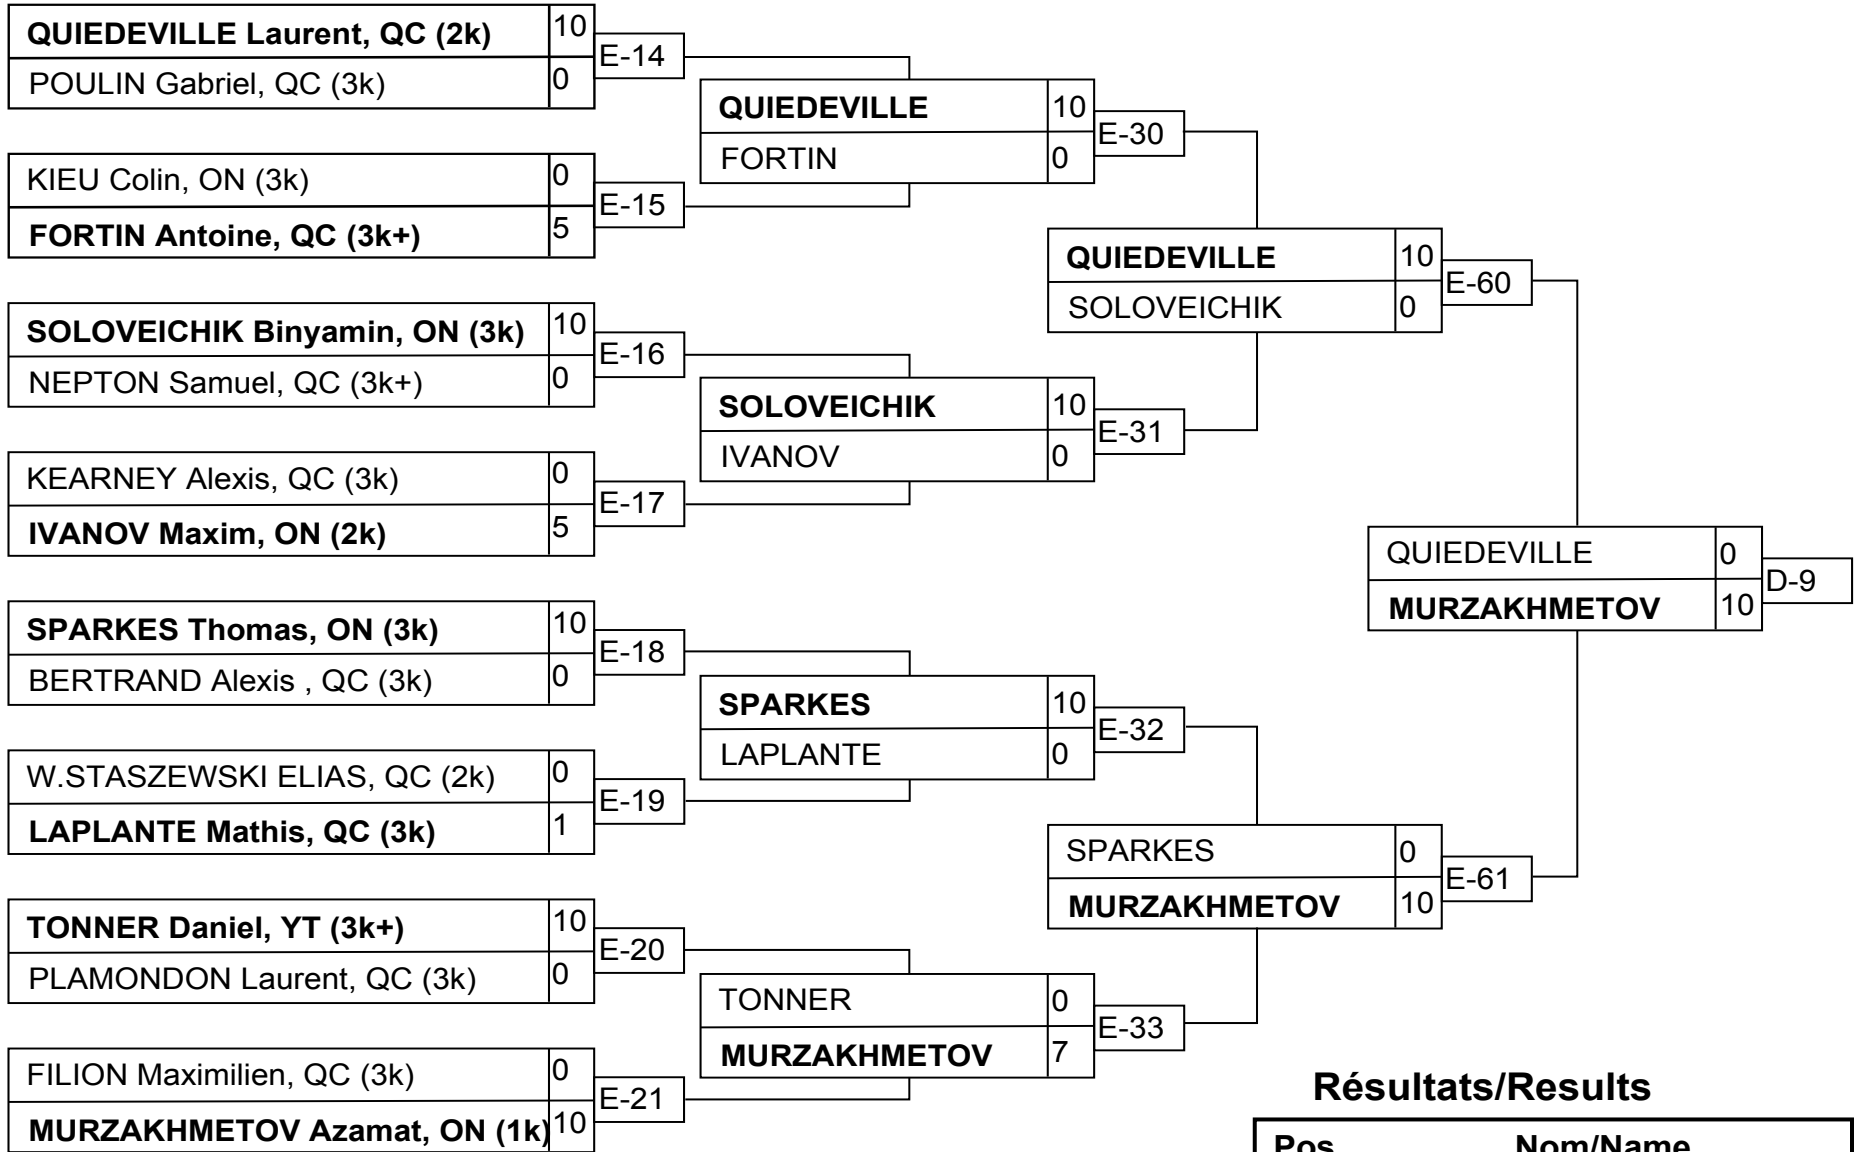 QUIEDEVILLE Laurent, QC (2k) 10
POULIN Gabriel, QC (3k) 0
E-14
KIEU Colin, ON (3k) 0
FORTIN Antoine, QC (3k+) 5
E-15
SOLOVEICHIK Binyamin, ON (3k) 10
NEPTON Samuel, QC (3k+) 0
E-16
KEARNEY Alexis, QC (3k) 0
IVANOV Maxim, ON (2k) 5
E-17
SPARKES Thomas, ON (3k) 10
BERTRAND Alexis , QC (3k) 0
E-18
W.STASZEWSKI ELIAS, QC (2k) 0
LAPLANTE Mathis, QC (3k) 1
E-19
TONNER Daniel, YT (3k+) 10
PLAMONDON Laurent, QC (3k) 0
E-20
FILION Maximilien, QC (3k) 0
MURZAKHMETOV Azamat, ON (1k) 10
E-21
QUIEDEVILLE 10
FORTIN 0
E-30
SOLOVEICHIK 10
IVANOV 0
E-31
SPARKES 10
LAPLANTE 0
E-32
TONNER 0
MURZAKHMETOV 7
E-33
QUIEDEVILLE 10
SOLOVEICHIK 0
E-60
SPARKES 0
MURZAKHMETOV 10
E-61
QUIEDEVILLE 0
MURZAKHMETOV 10
D-9
Résultats/Results
Pos Nom/Name